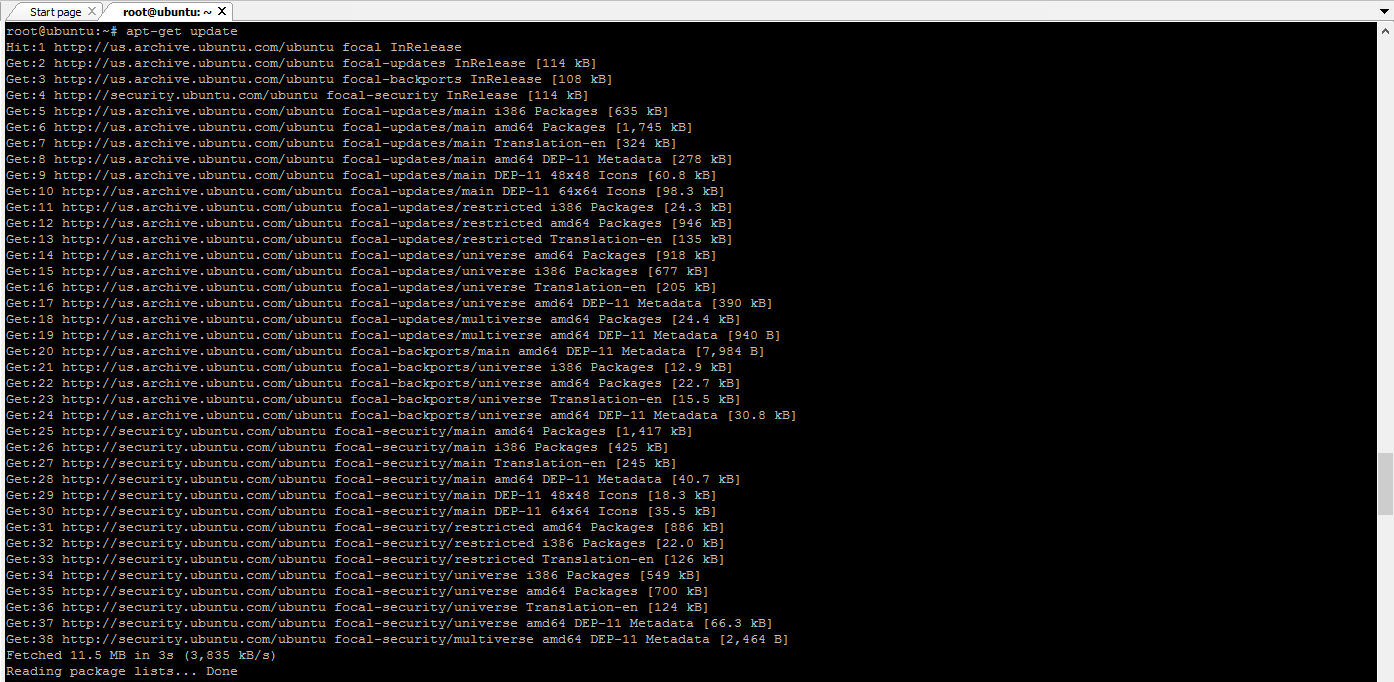 Start page X root@ubuntu: ~ X
root@ubuntu:~# apt-get update
Hit:1 http://us.archive.ubuntu.com/ubuntu focal InRelease
Get:2 http://us.archive.ubuntu.com/ubuntu focal-updates InRelease [114 kB]
Get:3 http://us.archive.ubuntu.com/ubuntu focal-backports InRelease [108 kB]
Get:4 http://security.ubuntu.com/ubuntu focal-security InRelease [114 kB]
Get:5 http://us.archive.ubuntu.com/ubuntu focal-updates/main i386 Packages [635 kB]
Get:6 http://us.archive.ubuntu.com/ubuntu focal-updates/main amd64 Packages [1,745 kB]
Get:7 http://us.archive.ubuntu.com/ubuntu focal-updates/main Translation-en [324 kB]
Get:8 http://us.archive.ubuntu.com/ubuntu focal-updates/main amd64 DEP-11 Metadata [278 kB]
Get:9 http://us.archive.ubuntu.com/ubuntu focal-updates/main DEP-11 48x48 Icons [60.8 kB]
Get:10 http://us.archive.ubuntu.com/ubuntu focal-updates/main DEP-11 64x64 Icons [98.3 kB]
Get:11 http://us.archive.ubuntu.com/ubuntu focal-updates/restricted i386 Packages [24.3 kB]
Get:12 http://us.archive.ubuntu.com/ubuntu focal-updates/restricted amd64 Packages [946 kB]
Get:13 http://us.archive.ubuntu.com/ubuntu focal-updates/restricted Translation-en [135 kB]
Get:14 http://us.archive.ubuntu.com/ubuntu focal-updates/universe amd64 Packages [918 kB]
Get:15 http://us.archive.ubuntu.com/ubuntu focal-updates/universe i386 Packages [677 kB]
Get:16 http://us.archive.ubuntu.com/ubuntu focal-updates/universe Translation-en [205 kB]
Get:17 http://us.archive.ubuntu.com/ubuntu focal-updates/universe amd64 DEP-11 Metadata [390 kB]
Get:18 http://us.archive.ubuntu.com/ubuntu focal-updates/multiverse amd64 Packages [24.4 kB]
Get:19 http://us.archive.ubuntu.com/ubuntu focal-updates/multiverse amd64 DEP-11 Metadata [940 B]
Get:20 http://us.archive.ubuntu.com/ubuntu focal-backports/main amd64 DEP-11 Metadata [7,984 B]
Get:21 http://us.archive.ubuntu.com/ubuntu focal-backports/universe i386 Packages [12.9 kB]
Get:22 http://us.archive.ubuntu.com/ubuntu focal-backports/universe amd64 Packages [22.7 kB]
Get:23 http://us.archive.ubuntu.com/ubuntu focal-backports/universe Translation-en [15.5 kB]
Get:24 http://us.archive.ubuntu.com/ubuntu focal-backports/universe amd64 DEP-11 Metadata [30.8 kB]
Get:25 http://security.ubuntu.com/ubuntu focal-security/main amd64 Packages [1,417 kB]
Get:26 http://security.ubuntu.com/ubuntu focal-security/main i386 Packages [425 kB]
Get:27 http://security.ubuntu.com/ubuntu focal-security/main Translation-en [245 kB]
Get:28 http://security.ubuntu.com/ubuntu focal-security/main amd64 DEP-11 Metadata [40.7 kB]
Get:29 http://security.ubuntu.com/ubuntu focal-security/main DEP-11 48x48 Icons [18.3 kB]
Get:30 http://security.ubuntu.com/ubuntu focal-security/main DEP-11 64x64 Icons [35.5 kB]
Get:31 http://security.ubuntu.com/ubuntu focal-security/restricted amd64 Packages [886 kB]
Get:32 http://security.ubuntu.com/ubuntu focal-security/restricted i386 Packages [22.0 kB]
Get:33 http://security.ubuntu.com/ubuntu focal-security/restricted Translation-en [126 kB]
Get:34 http://security.ubuntu.com/ubuntu focal-security/universe i386 Packages [549 kB]
Get:35 http://security.ubuntu.com/ubuntu focal-security/universe amd64 Packages [700 kB]
Get:36 http://security.ubuntu.com/ubuntu focal-security/universe Translation-en [124 kB]
Get:37 http://security.ubuntu.com/ubuntu focal-security/universe amd64 DEP-11 Metadata [66.3 kB]
Get:38 http://security.ubuntu.com/ubuntu focal-security/multiverse amd64 DEP-11 Metadata [2,464 B]
Fetched 11.5 MB in 3s (3,835 kB/s)
Reading package lists... Done